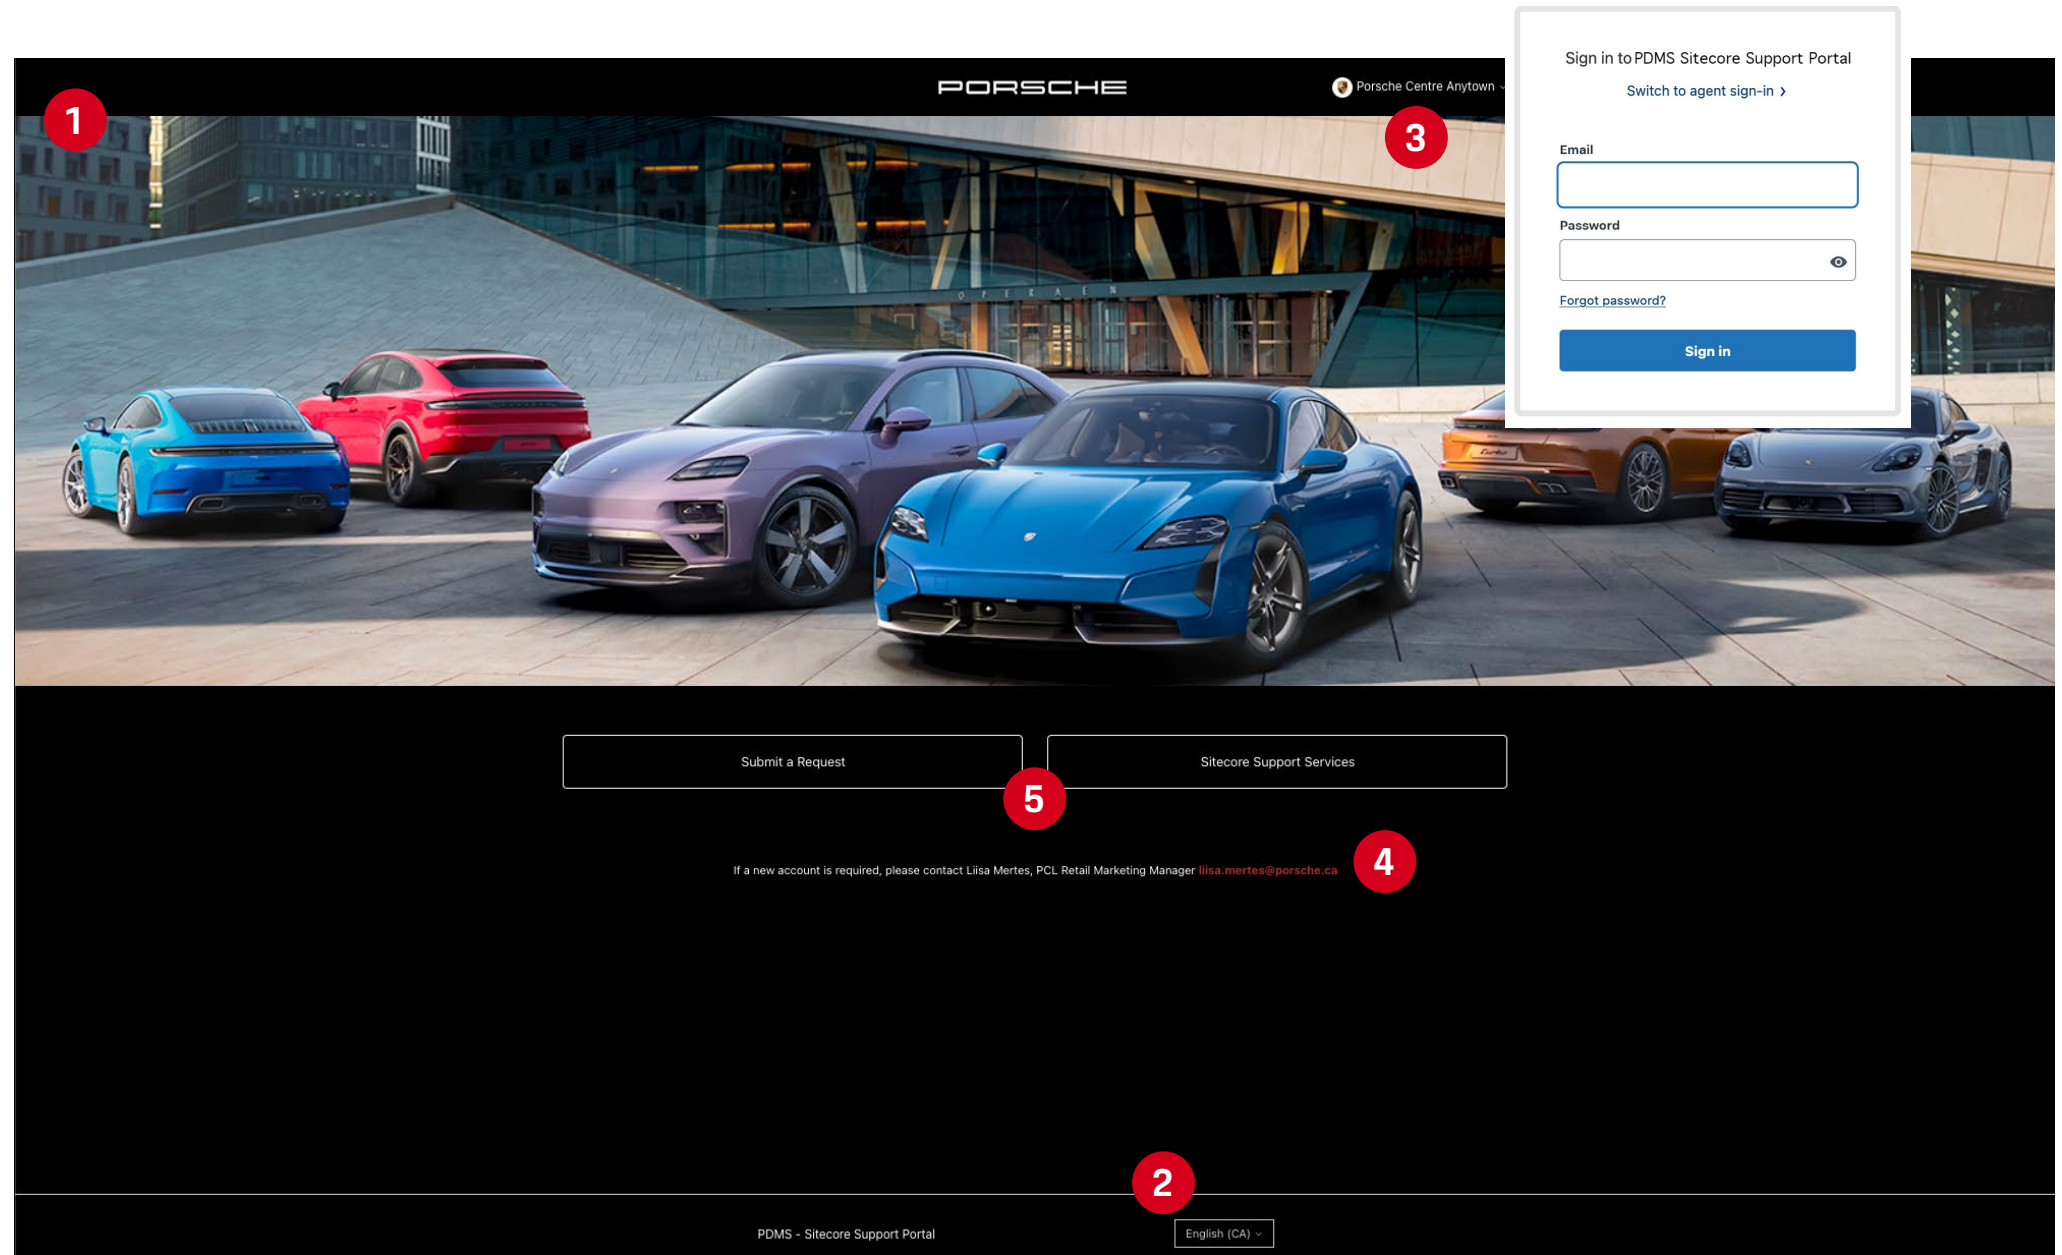 Sign in to PDMS Sitecore Support Portal
Switch to agent sign-in >
PORSCHE
Porsche Centre Anytown
1
3
Email
Password
Forgot password?
Sign in
OPERAEN
Turbo
Submit a Request
Sitecore Support Services
5
If a new account is required, please contact Liisa Mertes, PCL Retail Marketing Manager liisa.mertes@porsche.ca
4
2
PDMS - Sitecore Support Portal
English (CA)